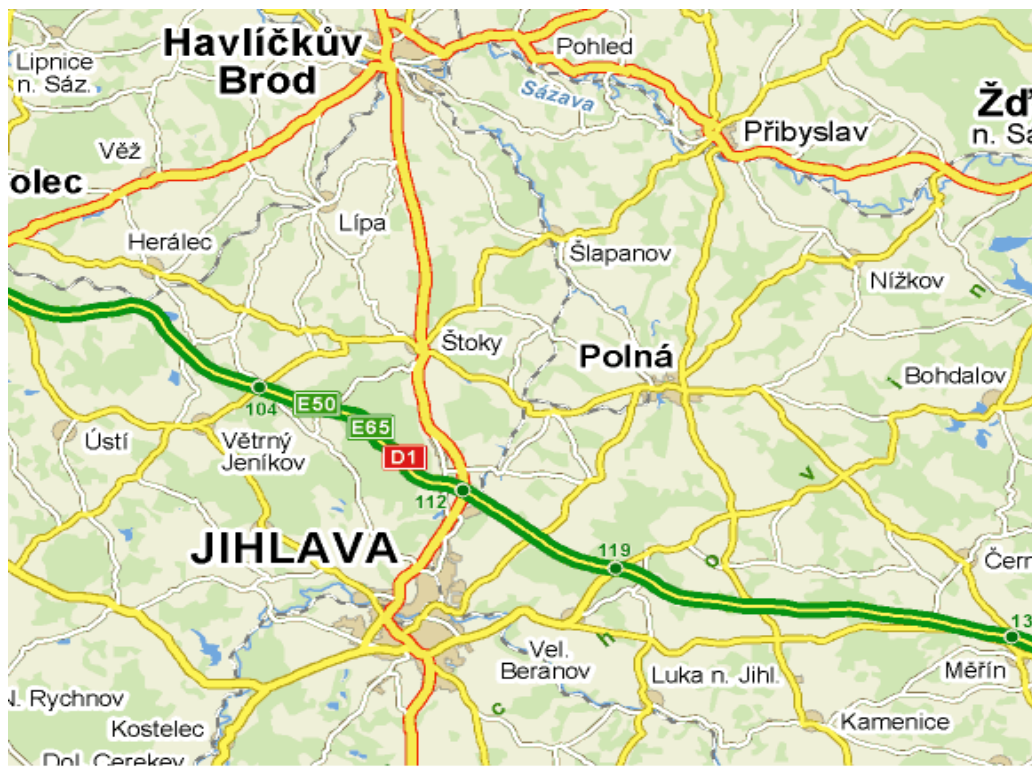 Havlíčkův
Brod
Pohled
Lipnice
n. Sáz.
Sázava
Žď
n. Sá
Přibyslav
Věž
olec
Lípa
Herálec
Šlapanov
Nížkov
n
Štoky
Polná
Bohdalov
i
104
E50
E65
D1
Ústí
Větrný
Jeníkov
v
112
JIHLAVA
119
o
Čern
13
h
Vel.
Beranov
Luka n. Jihl.
Měřín
N. Rychnov
c
Kostelec
Kamenice
Dol. Cerekev